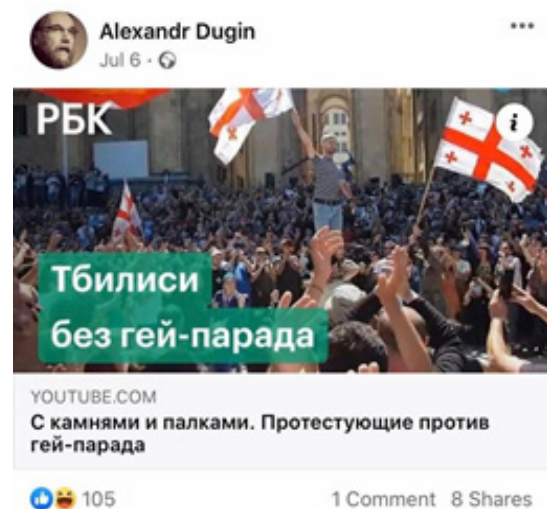 Alexandr Dugin
Jul 6 ·
РБК
i
Тбилиси
без гей-парада
YOUTUBE.COM
С камнями и палками. Протестующие против
гей-парада
105
1 Comment 8 Shares